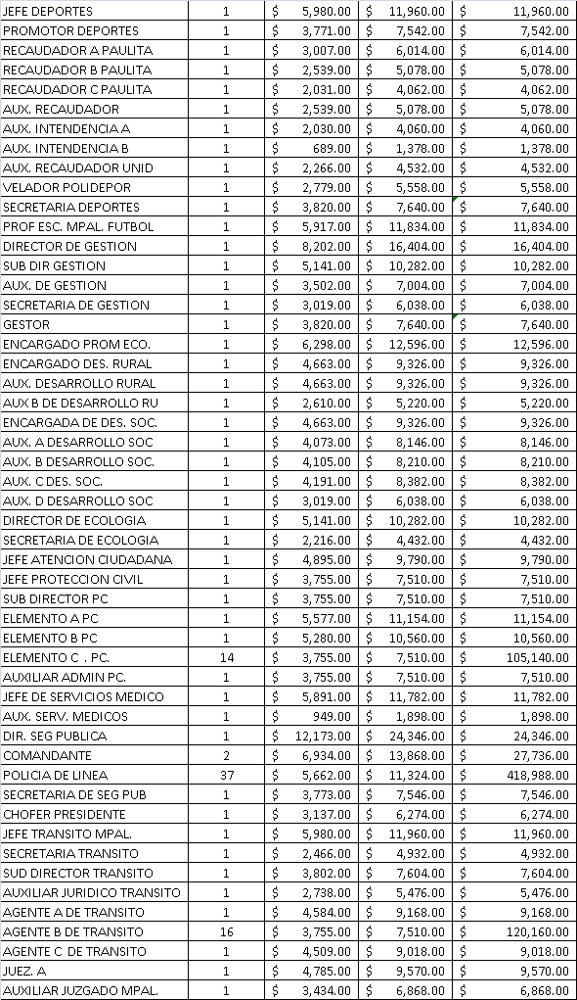 JEFE DEPORTES 1 $ 5,980.00 $ 11,960.00 $ 11,960.00
PROMOTOR DEPORTES 1 $ 3,771.00 $ 7,542.00 $ 7,542.00
RECAUDADOR A PAULITA 1 $ 3,007.00 $ 6,014.00 $ 6,014.00
RECAUDADOR B PAULITA 1 $ 2,539.00 $ 5,078.00 $ 5,078.00
RECAUDADOR C PAULITA 1 $ 2,031.00 $ 4,062.00 $ 4,062.00
AUX. RECAUDADOR 1 $ 2,539.00 $ 5,078.00 $ 5,078.00
AUX. INTENDENCIA A 1 $ 2,030.00 $ 4,060.00 $ 4,060.00
AUX. INTENDENCIA B 1 $ 689.00 $ 1,378.00 $ 1,378.00
AUX. RECAUDADOR UNID 1 $ 2,266.00 $ 4,532.00 $ 4,532.00
VELADOR POLIDEPOR 1 $ 2,779.00 $ 5,558.00 $ 5,558.00
SECRETARIA DEPORTES 1 $ 3,820.00 $ 7,640.00 $ 7,640.00
PROF ESC. MPAL. FUTBOL 1 $ 5,917.00 $ 11,834.00 $ 11,834.00
DIRECTOR DE GESTION 1 $ 8,202.00 $ 16,404.00 $ 16,404.00
SUB DIR GESTION 1 $ 5,141.00 $ 10,282.00 $ 10,282.00
AUX. DE GESTION 1 $ 3,502.00 $ 7,004.00 $ 7,004.00
SECRETARIA DE GESTION 1 $ 3,019.00 $ 6,038.00 $ 6,038.00
GESTOR 1 $ 3,820.00 $ 7,640.00 $ 7,640.00
ENCARGADO PROM ECO. 1 $ 6,298.00 $ 12,596.00 $ 12,596.00
ENCARGADO DES. RURAL 1 $ 4,663.00 $ 9,326.00 $ 9,326.00
AUX. DESARROLLO RURAL 1 $ 4,663.00 $ 9,326.00 $ 9,326.00
AUX B DE DESARROLLO RU 1 $ 2,610.00 $ 5,220.00 $ 5,220.00
ENCARGADA DE DES. SOC. 1 $ 4,663.00 $ 9,326.00 $ 9,326.00
AUX. A DESARROLLO SOC 1 $ 4,073.00 $ 8,146.00 $ 8,146.00
AUX. B DESARROLLO SOC. 1 $ 4,105.00 $ 8,210.00 $ 8,210.00
AUX. C DES. SOC. 1 $ 4,191.00 $ 8,382.00 $ 8,382.00
AUX. D DESARROLLO SOC 1 $ 3,019.00 $ 6,038.00 $ 6,038.00
DIRECTOR DE ECOLOGIA 1 $ 5,141.00 $ 10,282.00 $ 10,282.00
SECRETARIA DE ECOLOGIA 1 $ 2,216.00 $ 4,432.00 $ 4,432.00
JEFE ATENCION CIUDADANA 1 $ 4,895.00 $ 9,790.00 $ 9,790.00
JEFE PROTECCION CIVIL 1 $ 3,755.00 $ 7,510.00 $ 7,510.00
SUB DIRECTOR PC 1 $ 3,755.00 $ 7,510.00 $ 7,510.00
ELEMENTO A PC 1 $ 5,577.00 $ 11,154.00 $ 11,154.00
ELEMENTO B PC 1 $ 5,280.00 $ 10,560.00 $ 10,560.00
ELEMENTO C . PC. 14 $ 3,755.00 $ 7,510.00 $ 105,140.00
AUXILIAR ADMIN PC. 1 $ 3,755.00 $ 7,510.00 $ 7,510.00
JEFE DE SERVICIOS MEDICO 1 $ 5,891.00 $ 11,782.00 $ 11,782.00
AUX. SERV. MEDICOS 1 $ 949.00 $ 1,898.00 $ 1,898.00
DIR. SEG PUBLICA 1 $ 12,173.00 $ 24,346.00 $ 24,346.00
COMANDANTE 2 $ 6,934.00 $ 13,868.00 $ 27,736.00
POLICIA DE LINEA 37 $ 5,662.00 $ 11,324.00 $ 418,988.00
SECRETARIA DE SEG PUB 1 $ 3,773.00 $ 7,546.00 $ 7,546.00
CHOFER PRESIDENTE 1 $ 3,137.00 $ 6,274.00 $ 6,274.00
JEFE TRANSITO MPAL. 1 $ 5,980.00 $ 11,960.00 $ 11,960.00
SECRETARIA TRANSITO 1 $ 2,466.00 $ 4,932.00 $ 4,932.00
SUD DIRECTOR TRANSITO 1 $ 3,802.00 $ 7,604.00 $ 7,604.00
AUXILIAR JURIDICO TRANSITO 1 $ 2,738.00 $ 5,476.00 $ 5,476.00
AGENTE A DE TRANSITO 1 $ 4,584.00 $ 9,168.00 $ 9,168.00
AGENTE B DE TRANSITO 16 $ 3,755.00 $ 7,510.00 $ 120,160.00
AGENTE C DE TRANSITO 1 $ 4,509.00 $ 9,018.00 $ 9,018.00
JUEZ. A 1 $ 4,785.00 $ 9,570.00 $ 9,570.00
AUXILIAR JUZGADO MPAL. 1 $ 3,434.00 $ 6,868.00 $ 6,868.00